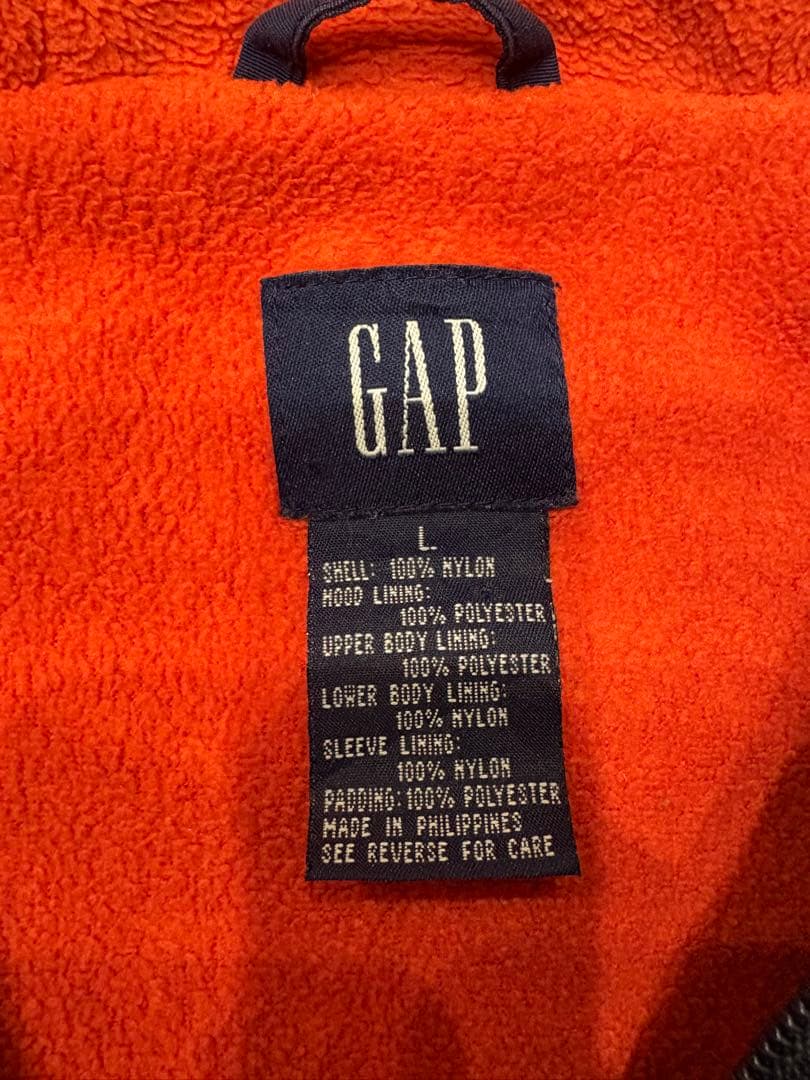 GAP
L
SHELL: 100% NYLON
HOOD LINING:
100% POLYESTER
UPPER BODY LINING:
100% POLYESTER
LOWER BODY LINING:
100% NYLON
SLEEVE LINING:
100% NYLON
PADDING: 100% POLYESTER
MADE IN PHILIPPINES
SEE REVERSE FOR CARE